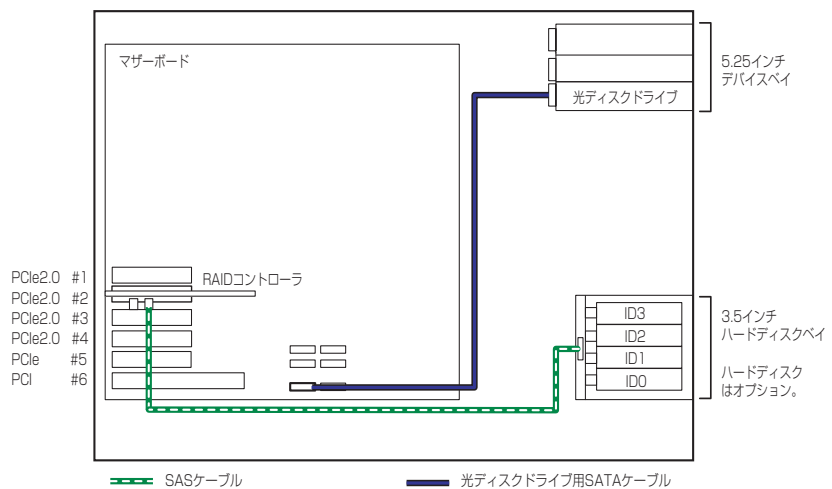 マザーボード
5.25インチ
デバイスベイ
光ディスクドライブ
RAIDコントローラ
PCIe2.0 #1
PCIe2.0 #2
PCIe2.0 #3
PCIe2.0 #4
PCIe #5
PCI #6
ID3
ID2
ID1
ID0
3.5インチ
ハードディスクベイ
ハードディスク
はオプション。
SASケーブル
光ディスクドライブ用SATAケーブル